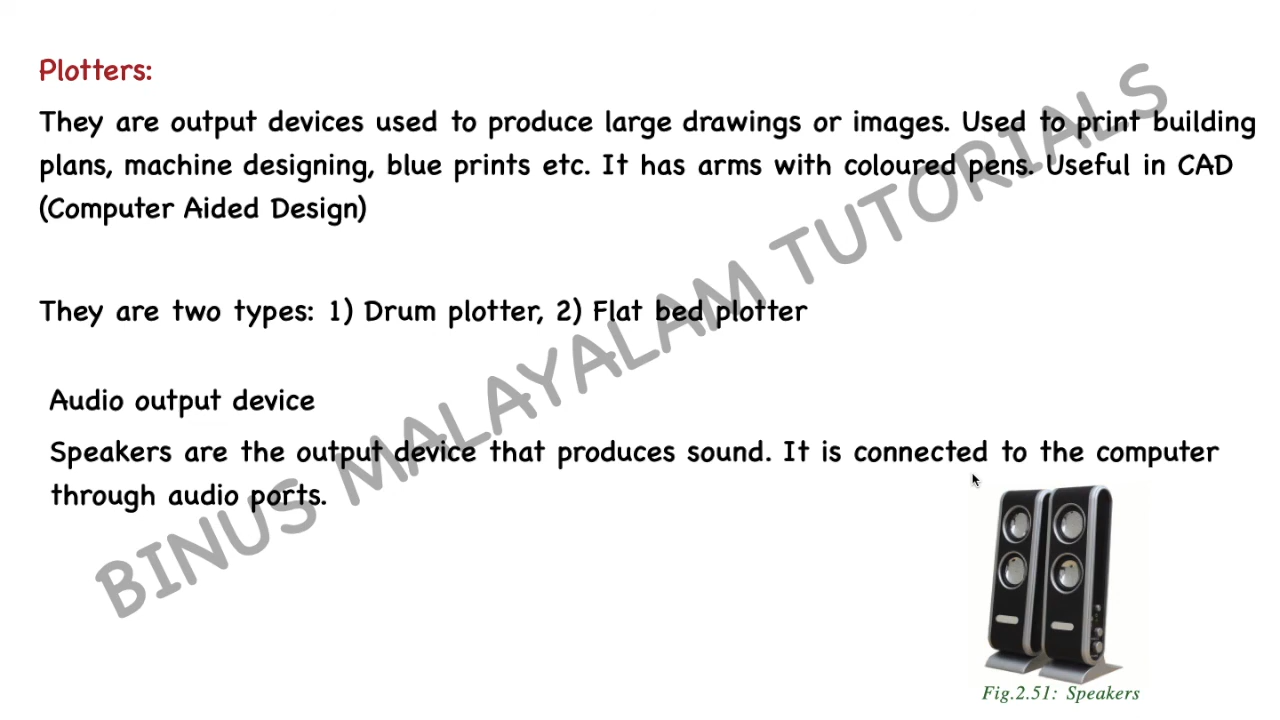 Plotters:
They are output devices used to produce large drawings or images. Used to print building
plans, machine designing, blue prints etc. It has arms with coloured pens. Useful in CAD
(Computer Aided Design)
They are two types: 1) Drum plotter, 2) Flat bed plotter
Audio output device
Speakers are the output device that produces sound. It is connected to the computer
through audio ports.
BINUS MALAYALAM TUTORIALS
Fig.2.51: Speakers